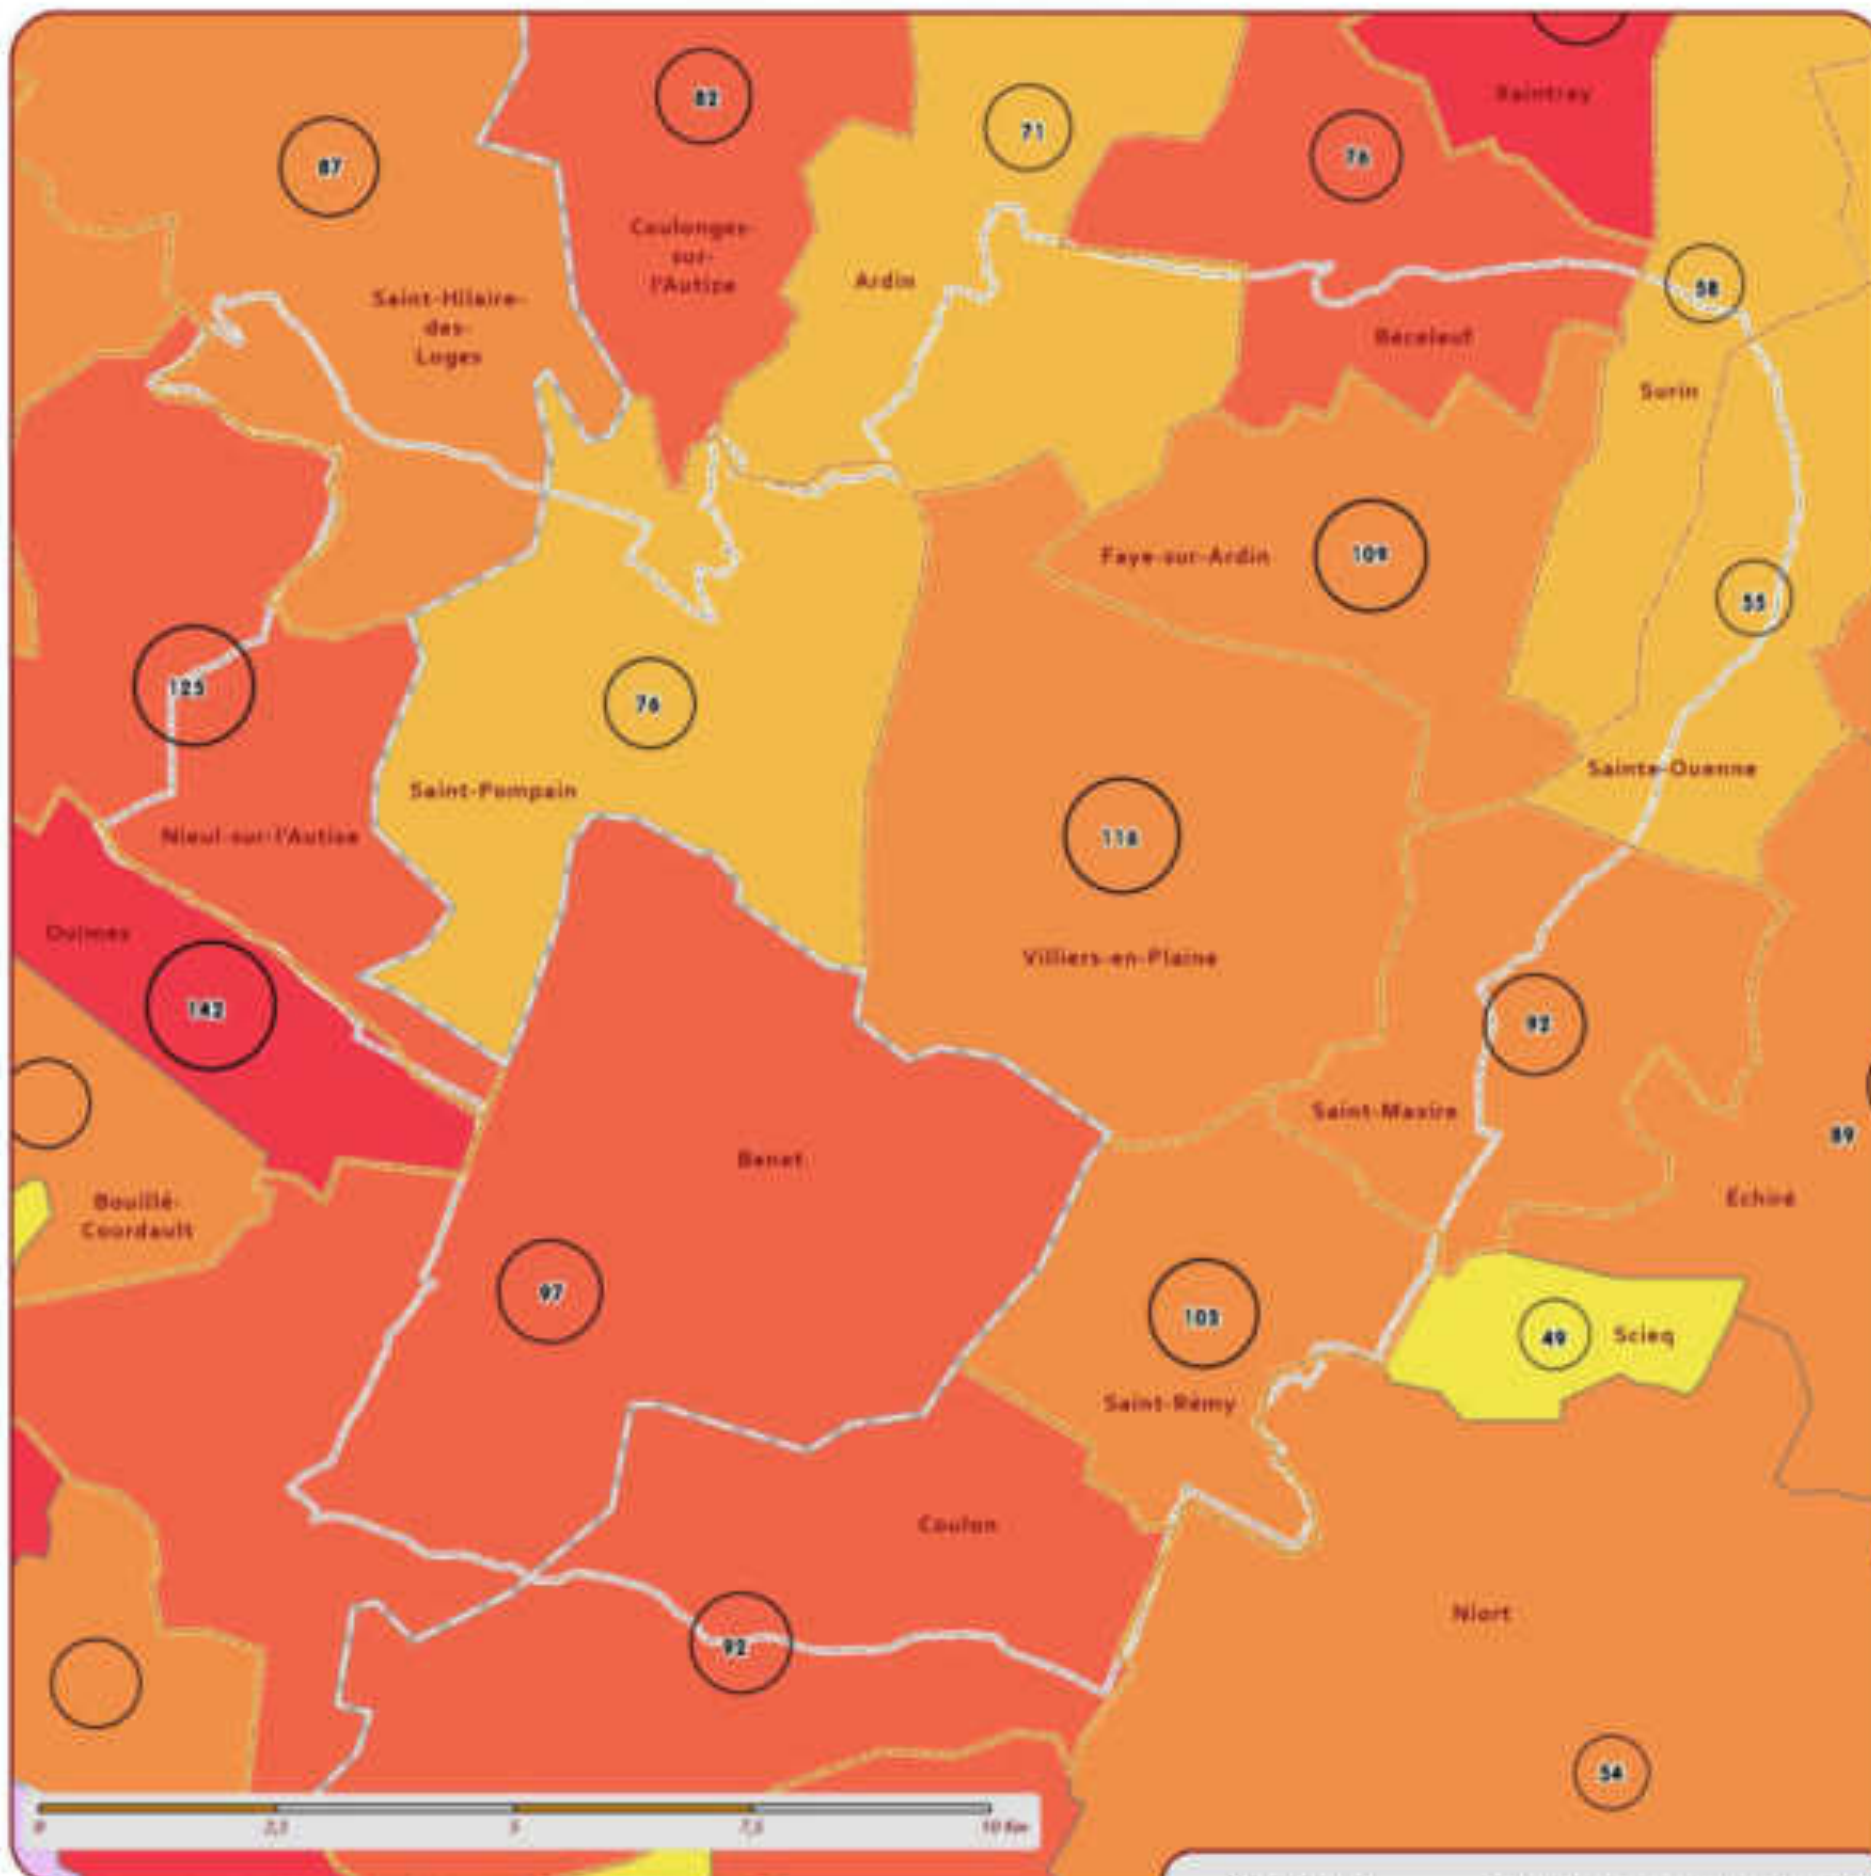 82
71
76
Xaintray
87
Coulonges-
sur-
l'Autize
Ardin
Saint-Hilaire-
des-
Loges
58
Béceleuf
Surin
Faye-sur-Ardin
109
55
125
76
Saint-Pompain
Sainte-Ouenne
Nieul-sur-l'Autise
116
Oulmes
Villiers-en-Plaine
142
92
Saint-Maxire
89
Benet
Bouillé-
Courdault
Échiré
97
103
49
Sciecq
Saint-Rémy
Coulon
Niort
92
54
0
2,5
5
7,5
10 Km